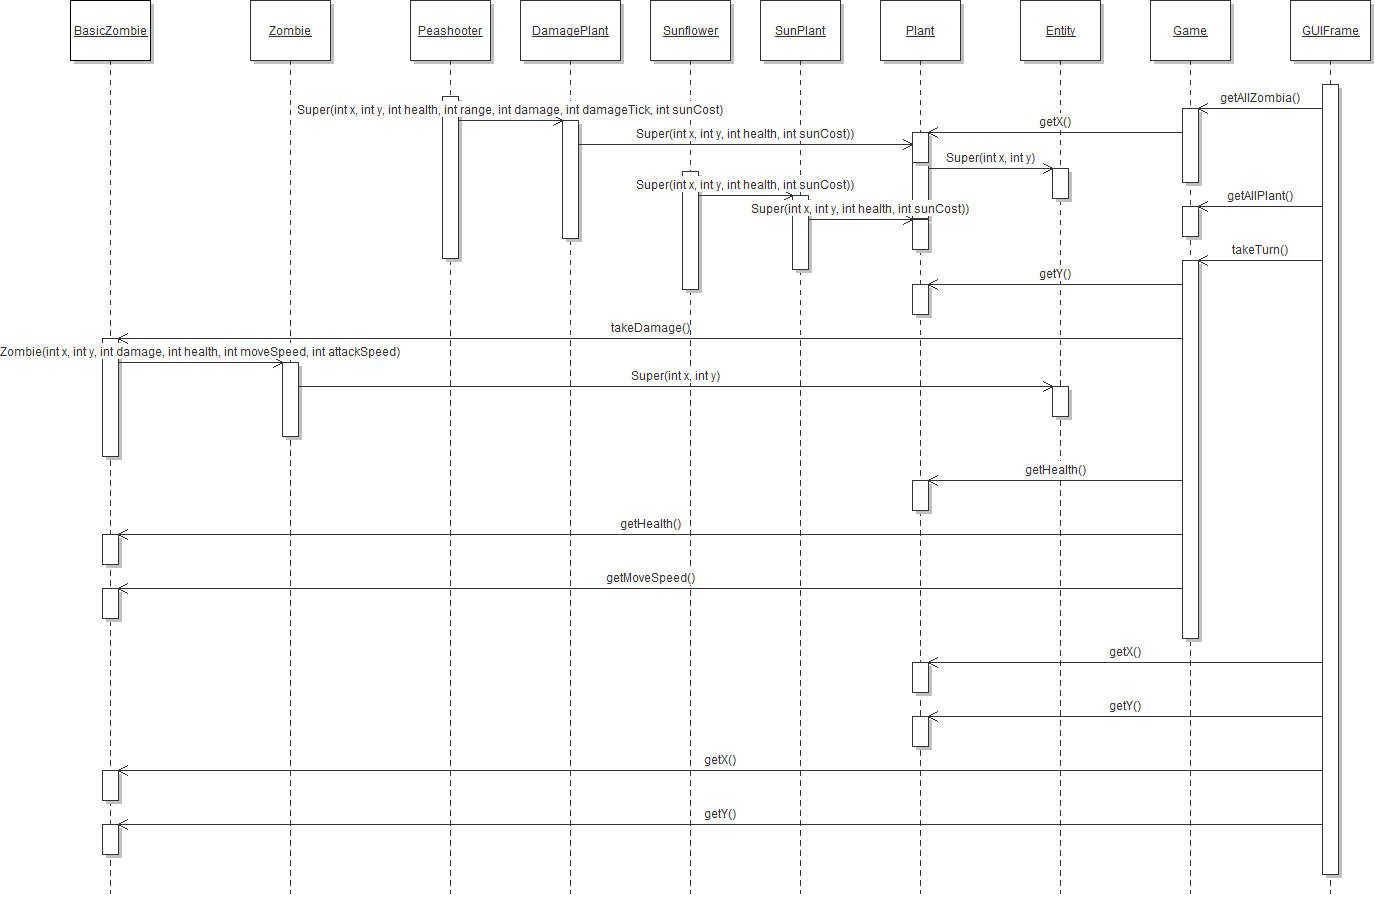 BasicZombie
Zombie
Peashooter
DamagePlant
Sunflower
SunPlant
Plant
Entity
Game
GUIFrame
getAllZombia()
Super(int x, int y, int health, int range, int damage, int damageTick, int sunCost)
getX()
Super(int x, int y, int health, int sunCost))
Super(int x, int y)
Super(int x, int y, int health, int sunCost))
getAllPlant()
Super(int x, int y, int health, int sunCost))
takeTurn()
getY()
takeDamage()
Zombie(int x, int y, int damage, int health, int moveSpeed, int attackSpeed)
Super(int x, int y)
getHealth()
getHealth()
getMoveSpeed()
getX()
getY()
getX()
getY()